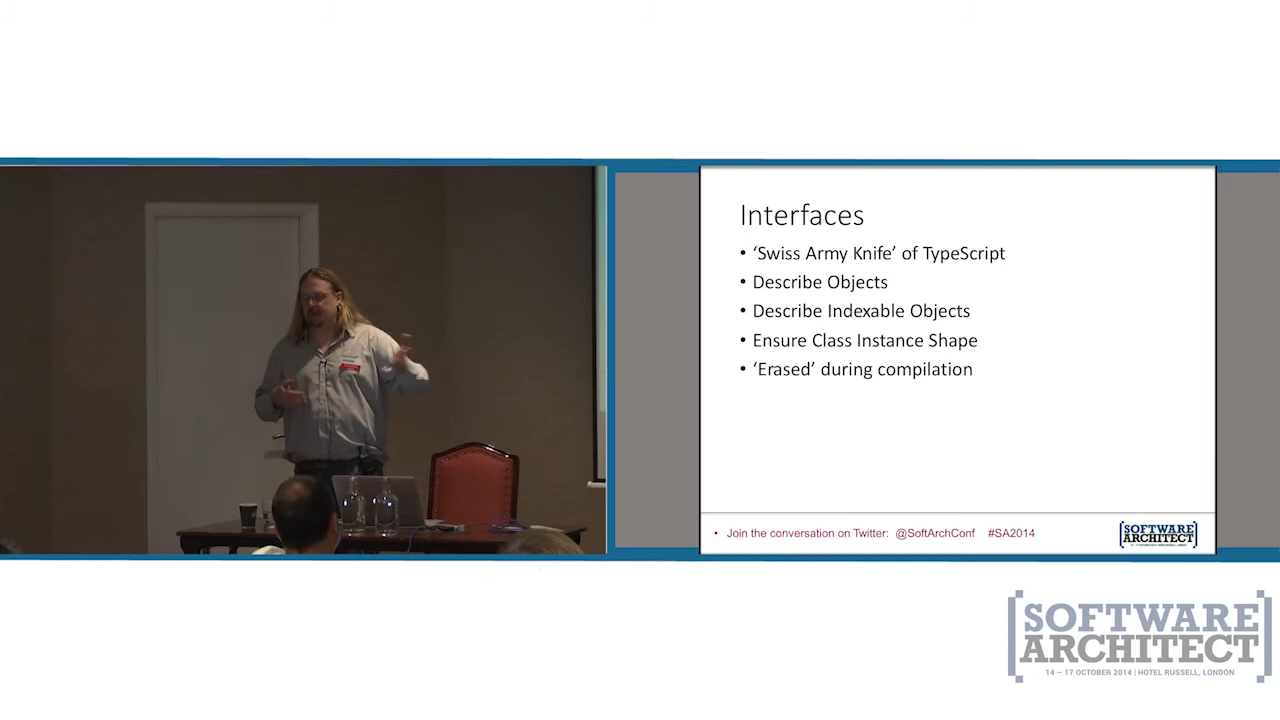 Interfaces
• ‘Swiss Army Knife’ of TypeScript
• Describe Objects
• Describe Indexable Objects
• Ensure Class Instance Shape
• ‘Erased’ during compilation
• Join the conversation on Twitter: @SoftArchConf #SA2014
[SOFTWARE
ARCHITECT]
[SOFTWARE
ARCHITECT]
14 – 17 OCTOBER 2014 | HOTEL RUSSELL, LONDON